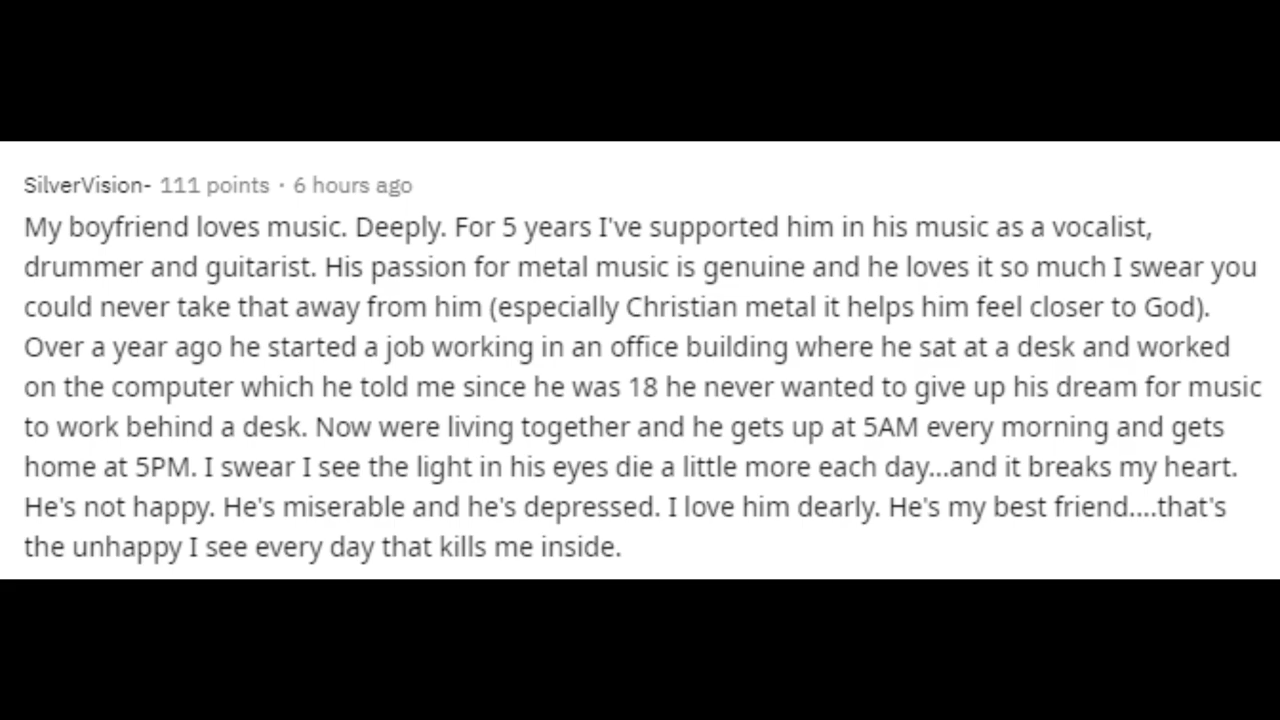 SilverVision- 111 points · 6 hours ago
My boyfriend loves music. Deeply. For 5 years I've supported him in his music as a vocalist,
drummer and guitarist. His passion for metal music is genuine and he loves it so much I swear you
could never take that away from him (especially Christian metal it helps him feel closer to God).
Over a year ago he started a job working in an office building where he sat at a desk and worked
on the computer which he told me since he was 18 he never wanted to give up his dream for music
to work behind a desk. Now were living together and he gets up at 5AM every morning and gets
home at 5PM. I swear I see the light in his eyes die a little more each day...and it breaks my heart.
He's not happy. He's miserable and he's depressed. I love him dearly. He's my best friend....that's
the unhappy I see every day that kills me inside.